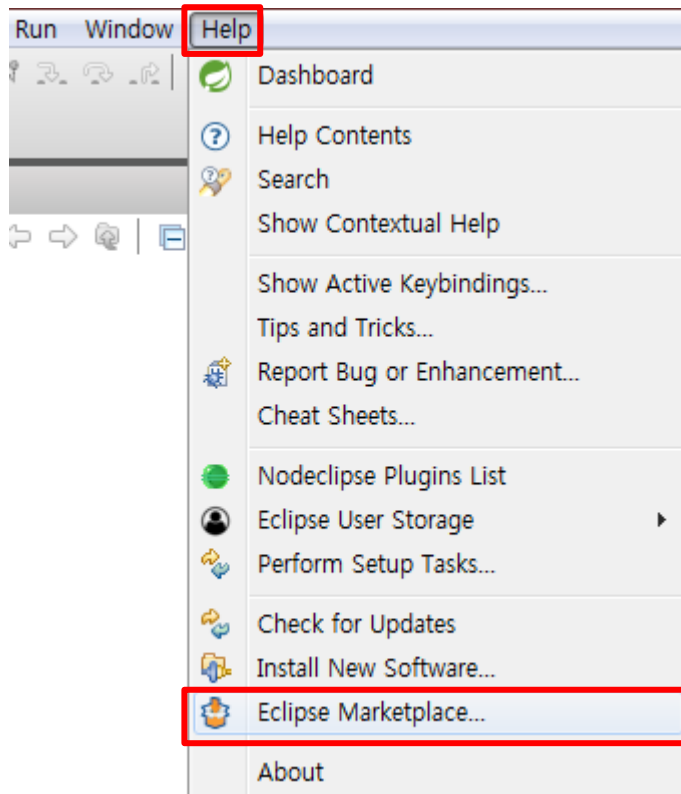 Run Window Help
Dashboard
Help Contents
Search
Show Contextual Help
Show Active Keybindings...
Tips and Tricks...
Report Bug or Enhancement...
Cheat Sheets...
Nodeclipse Plugins List
Eclipse User Storage
Perform Setup Tasks...
Check for Updates
Install New Software...
Eclipse Marketplace...
About